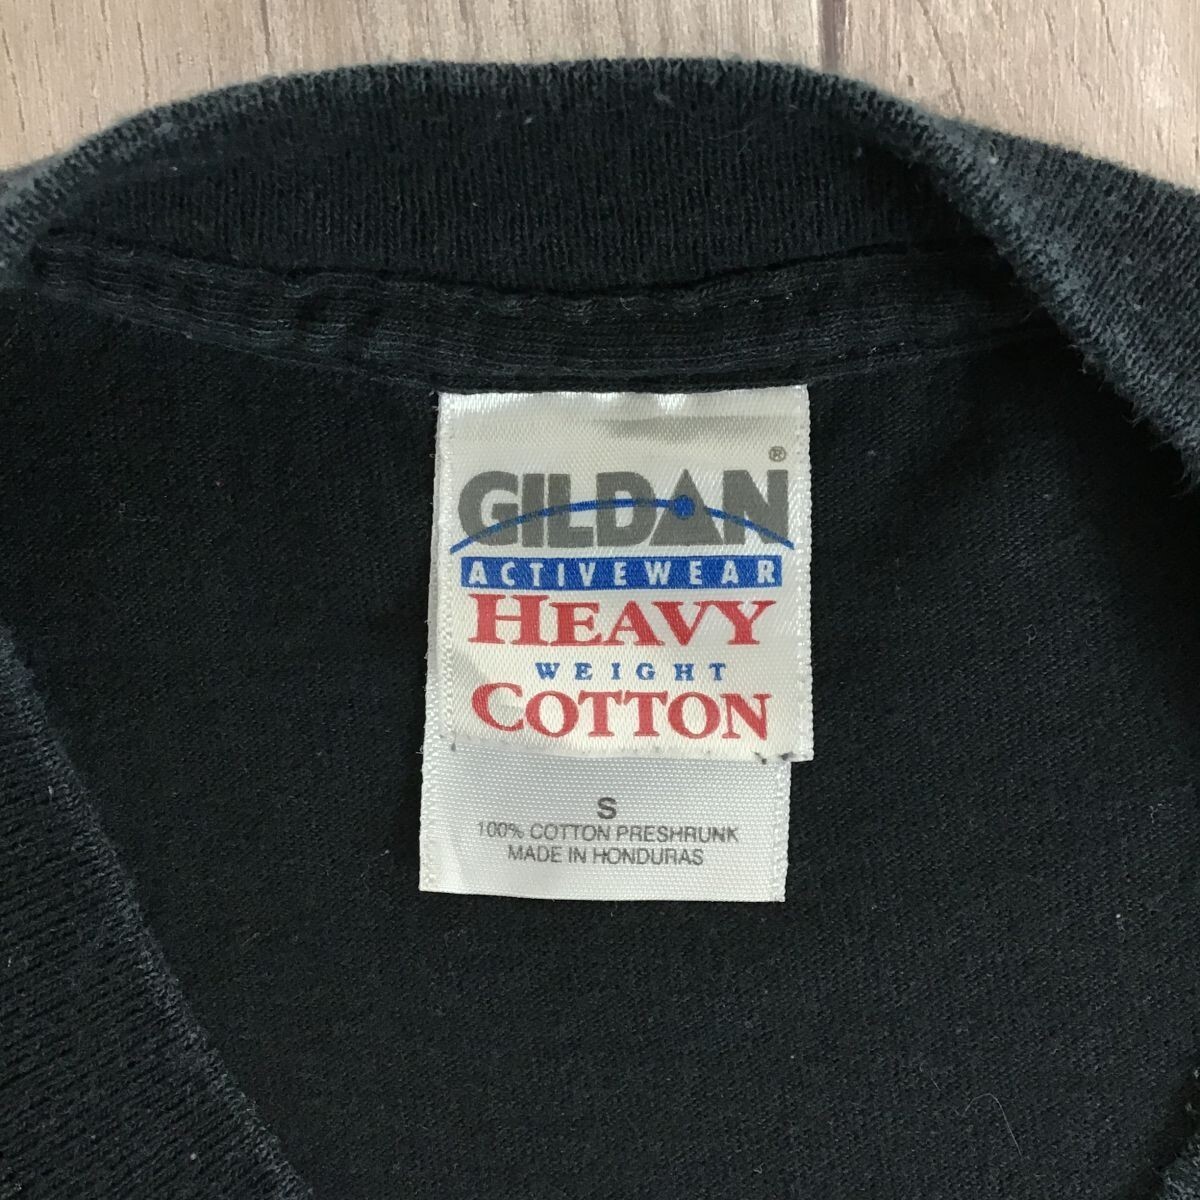 GILDAN®
ACTIVEWEAR
HEAVY
WEIGHT
COTTON
S
100% COTTON PRESHRUNK
MADE IN HONDURAS